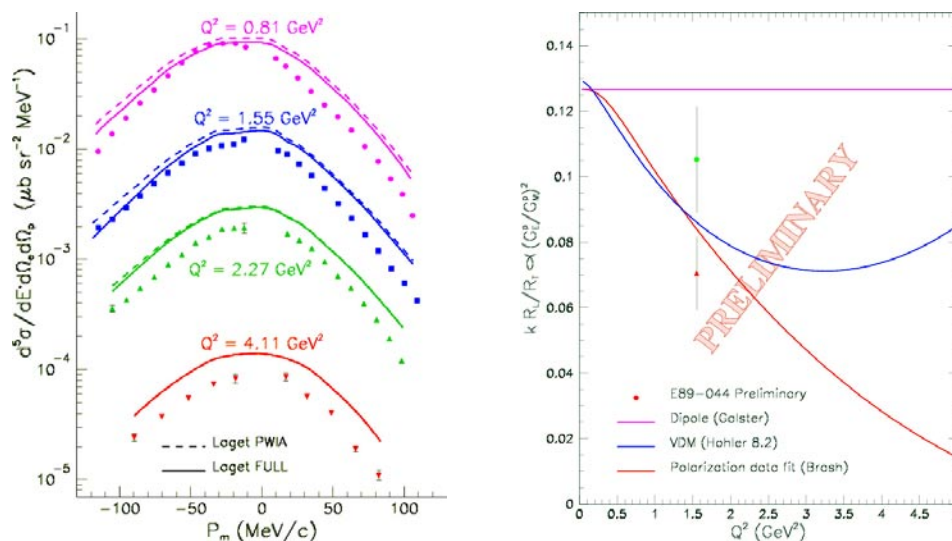 Q² = 0.81 GeV²
Q² = 1.55 GeV²
Q² = 2.27 GeV²
Q² = 4.11 GeV²
Laget PWIA
Laget FULL
10⁻¹
10⁻²
10⁻³
10⁻⁴
10⁻⁵
d⁵σ/dE'dΩₑdΩₚ (μb sr⁻² MeV⁻¹)
-100
-50
0
50
100
Pₘ (MeV/c)
0.14
0.12
0.1
0.08
0.06
0.04
0.02
0
k R_L/R_T ∝ (G_E^p/G_M^p)²
PRELIMINARY
E89-044 Preliminary
Dipole (Galster)
VDM (Hohler 8.2)
Polarization data fit (Brash)
0 0.5 1 1.5 2 2.5 3 3.5 4 4.5
Q² (GeV²)